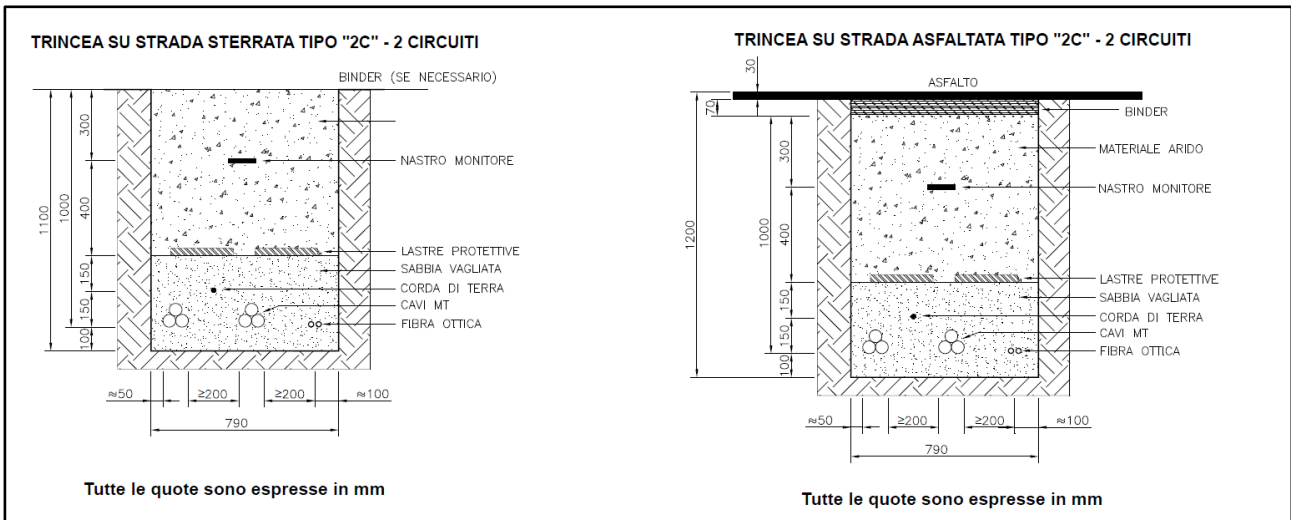 TRINCEA SU STRADA STERRATA TIPO "2C" - 2 CIRCUITI
BINDER (SE NECESSARIO)
300
NASTRO MONITORE
400
1000
1100
LASTRE PROTETTIVE
SABBIA VAGLIATA
150
CORDA DI TERRA
CAVI MT
150
FIBRA OTTICA
100
≈50 ≥200 ≥200 ≈100
790
Tutte le quote sono espresse in mm
TRINCEA SU STRADA ASFALTATA TIPO "2C" - 2 CIRCUITI
30
ASFALTO
70
BINDER
300
MATERIALE ARIDO
NASTRO MONITORE
400
1000
1200
LASTRE PROTETTIVE
SABBIA VAGLIATA
150
CORDA DI TERRA
CAVI MT
150
FIBRA OTTICA
100
≈50 ≥200 ≥200 ≈100
790
Tutte le quote sono espresse in mm